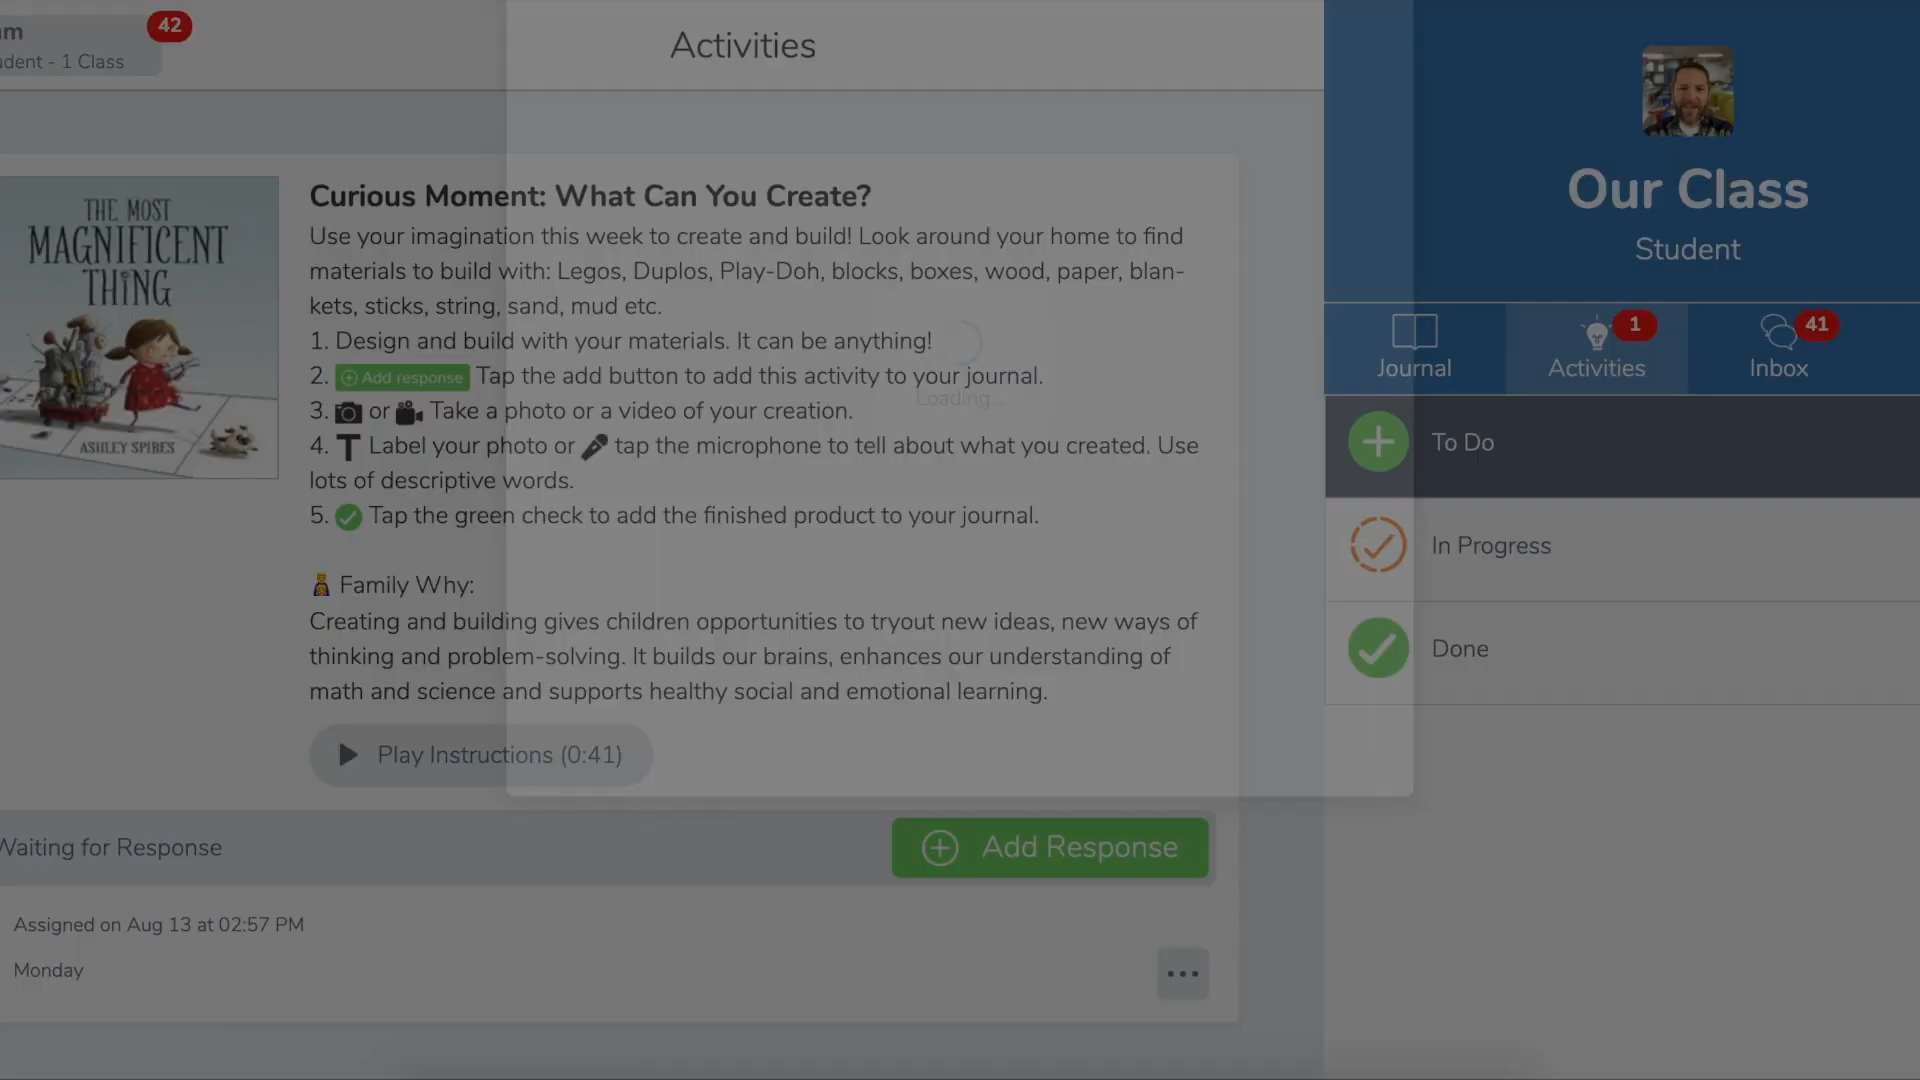 am
udent - 1 Class
42
Activities
THE MOST
MAGNIFICENT
THING
ASHLEY SPIRES
Curious Moment: What Can You Create?
Use your imagination this week to create and build! Look around your home to find
materials to build with: Legos, Duplos, Play-Doh, blocks, boxes, wood, paper, blan-
kets, sticks, string, sand, mud etc.
1. Design and build with your materials. It can be anything!
2. Add response Tap the add button to add this activity to your journal.
3. or Take a photo or a video of your creation.
4. T Label your photo or tap the microphone to tell about what you created. Use
lots of descriptive words.
5. Tap the green check to add the finished product to your journal.
Family Why:
Creating and building gives children opportunities to tryout new ideas, new ways of
thinking and problem-solving. It builds our brains, enhances our understanding of
math and science and supports healthy social and emotional learning.
Play Instructions (0:41)
Loading...
Waiting for Response
Add Response
Assigned on Aug 13 at 02:57 PM
Monday
Our Class
Student
Journal
1
Activities
41
Inbox
To Do
In Progress
Done